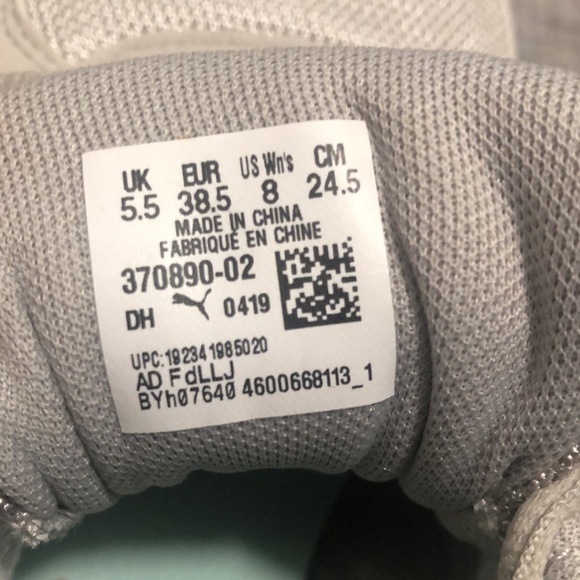 UK EUR US Wn's CM
5.5 38.5 8 24.5
MADE IN CHINA
FABRIQUÉ EN CHINE
370890-02
DH 0419
UPC:192341985020
AD FdLLJ
BYh07640 4600668113_1